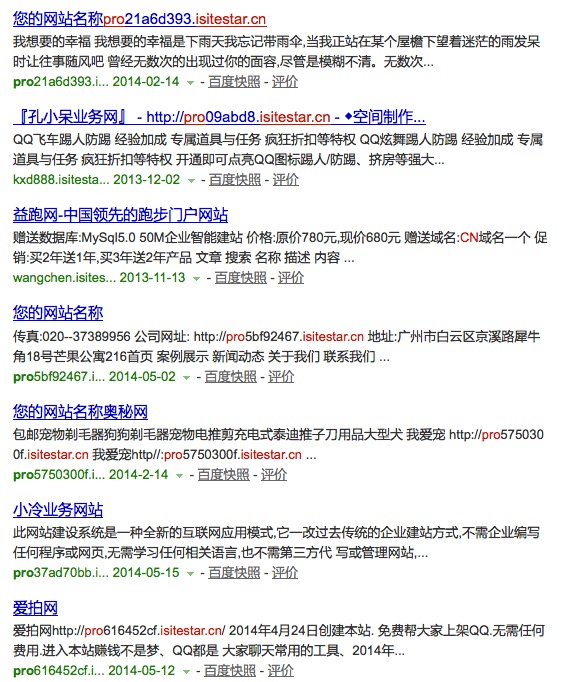 您的网站名称pro21a6d393.isitestar.cn
我想要的幸福 我想要的幸福是下雨天我忘记带雨伞,当我正站在某个屋檐下望着迷茫的雨发呆
时让往事随风吧 曾经无数次的出现过你的面容,尽管是模糊不清。无数次...
pro21a6d393.i... 2014-02-14 - 百度快照 - 评价
『孔小呆业务网』 - http://pro09abd8.isitestar.cn - ◆空间制作...
QQ飞车踢人防踢 经验加成 专属道具与任务 疯狂折扣等特权 QQ炫舞踢人防踢 经验加成 专属
道具与任务 疯狂折扣等特权 开通即可点亮QQ图标踢人/防踢、挤房等强大...
kxd888.isitesta... 2013-12-02 - 百度快照 - 评价
益跑网-中国领先的跑步门户网站
赠送数据库:MySql5.0 50M企业智能建站 价格:原价780元,现价680元 赠送域名:CN域名一个 促
销:买2年送1年,买3年送2年产品 文章 搜索 名称 描述 内容 ...
wangchen.isites... 2013-11-13 - 百度快照 - 评价
您的网站名称
传真:020--37389956 公司网址: http://pro5bf92467.isitestar.cn 地址:广州市白云区京溪路犀牛
角18号芒果公寓216首页 案例展示 新闻动态 关于我们 联系我们 ...
pro5bf92467.i... 2014-05-02 - 百度快照 - 评价
您的网站名称奥秘网
包邮宠物剃毛器狗狗剃毛器宠物电推剪充电式泰迪推子刀用品大型犬 我爱宠 http://pro575030
0f.isitestar.cn 我爱宠http//:pro5750300f.isitestar.cn ...
pro5750300f.i... 2014-2-14 - 百度快照 - 评价
小冷业务网站
此网站建设系统是一种全新的互联网应用模式,它一改过去传统的企业建站方式,不需企业编写
任何程序或网页,无需学习任何相关语言,也不需第三方代 写或管理网站,...
pro37ad70bb.i... 2014-05-15 - 百度快照 - 评价
爱拍网
爱拍网http://pro616452cf.isitestar.cn/ 2014年4月24日创建本站. 免费帮大家上架QQ.无需任何
费用.进入本站赚钱不是梦、QQ都是 大家聊天常用的工具、2014年...
pro616452cf.i... 2014-05-12 - 百度快照 - 评价